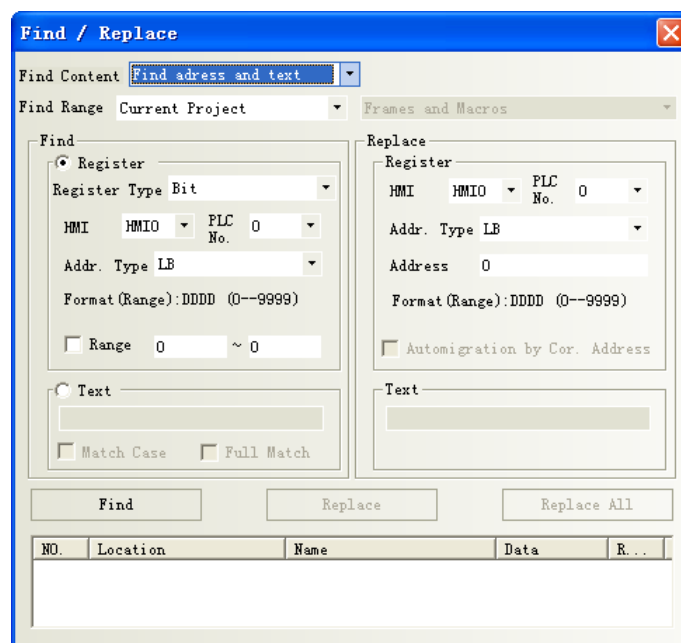 Find / Replace
Find Content Find adress and text
Find Range Current Project Frames and Macros
Find
Register
Register Type Bit
HMI HMI0 PLC No. 0
Addr. Type LB
Format(Range):DDDD (0--9999)
Range 0 ~ 0
Text
Match Case Full Match
Replace
Register
HMI HMI0 PLC No. 0
Addr. Type LB
Address 0
Format(Range):DDDD (0--9999)
Automigration by Cor. Address
Text
Find Replace Replace All
NO. Location Name Data R...